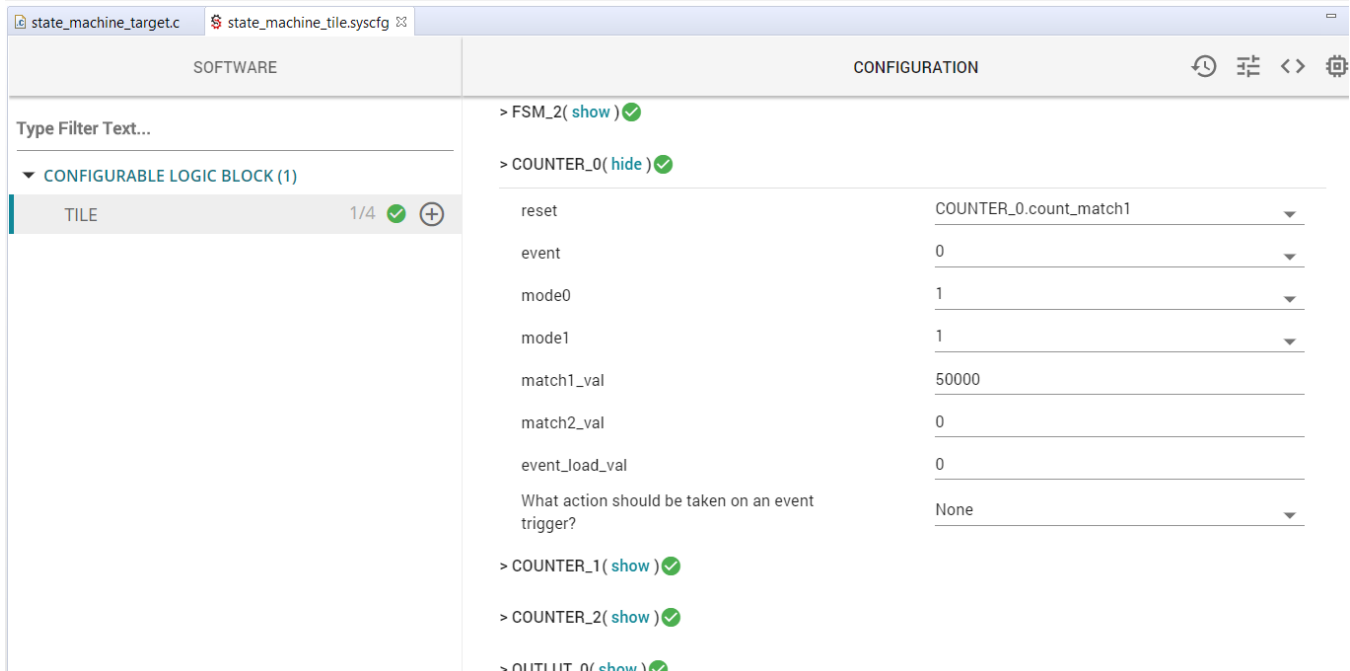 state_machine_target.c
state_machine_tile.syscfg
SOFTWARE
CONFIGURATION
Type Filter Text...
CONFIGURABLE LOGIC BLOCK (1)
TILE 1/4
> FSM_2( show )
> COUNTER_0( hide )
reset COUNTER_0.count_match1
event 0
mode0 1
mode1 1
match1_val 50000
match2_val 0
event_load_val 0
What action should be taken on an event
trigger? None
> COUNTER_1( show )
> COUNTER_2( show )
> OUTLUT_0( show )